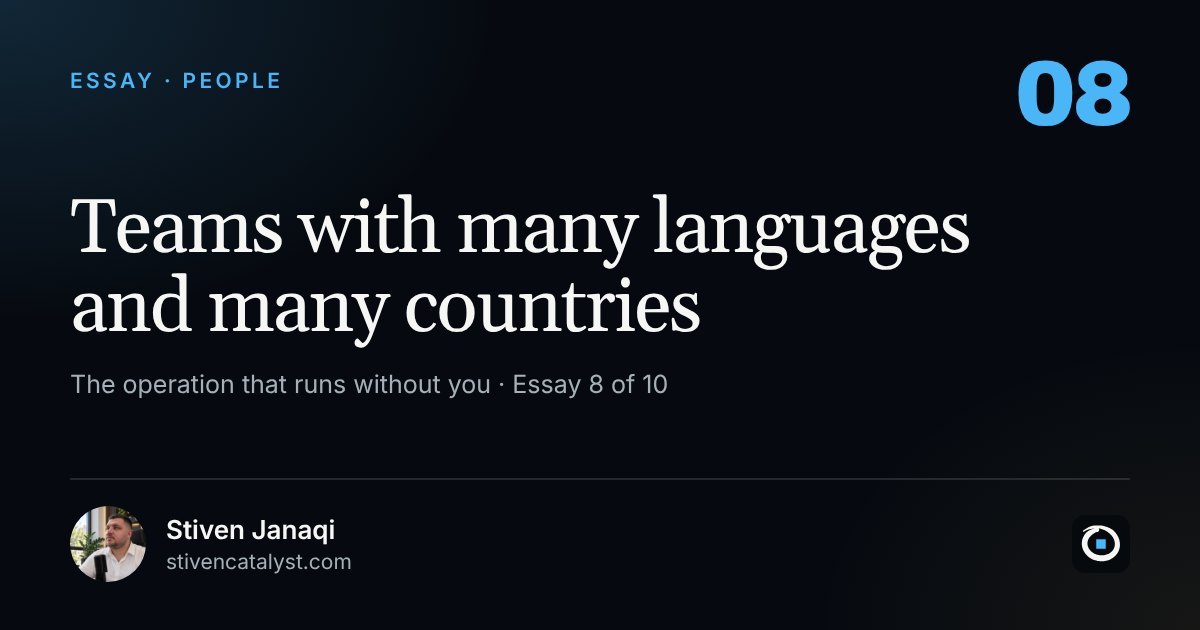 ESSAY · PEOPLE
08
Teams with many languages
and many countries
The operation that runs without you · Essay 8 of 10
Stiven Janaqi
stivencatalyst.com